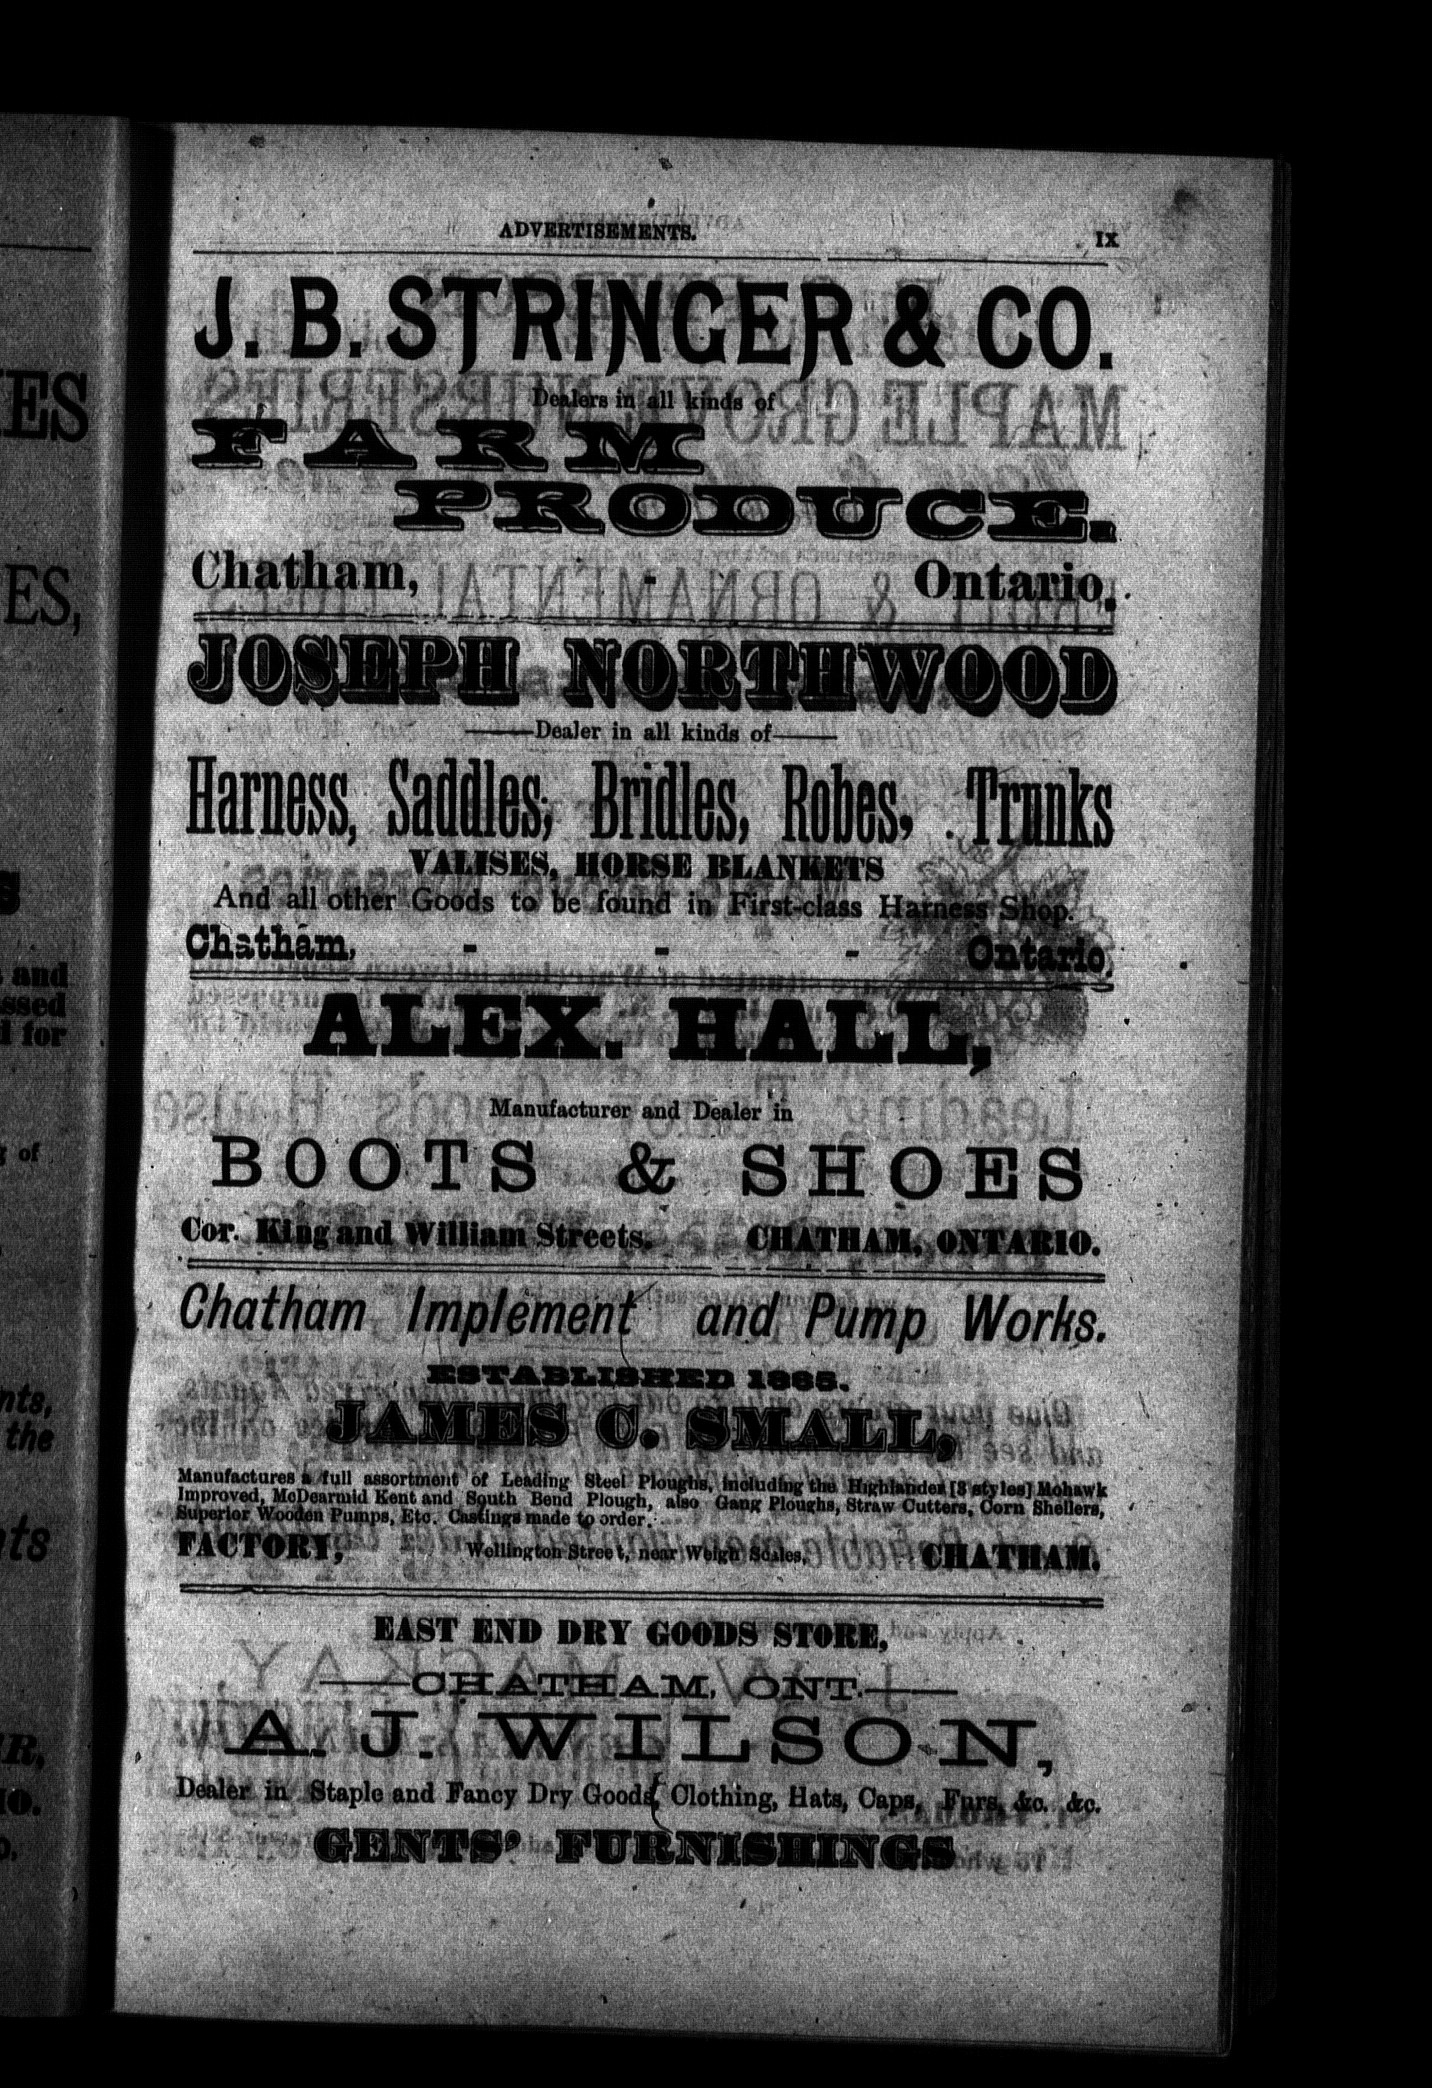 ADVERTISEMENTS. IX
J. B. STRINGER & CO.
Dealers in all kinds of
FARM
PRODUCE.
Chatham, - Ontario.
JOSEPH NORTHWOOD
Dealer in all kinds of
Harness, Saddles, Bridles, Robes, Trunks
VALISES, HORSE BLANKETS
And all other Goods to be found in First-class Harness Shop.
Chatham, - - - Ontario.
ALEX. HALL,
Manufacturer and Dealer in
BOOTS & SHOES
Cor. King and William Streets. CHATHAM, ONTARIO.
Chatham Implement and Pump Works.
ESTABLISHED 1865.
JAMES C. SMALL,
Manufactures a full assortment of Leading Steel Ploughs, including the Highlander [3 styles] Mohawk
Improved, McDearmid Kent and South Bend Plough, also Gang Ploughs, Straw Cutters, Corn Shellers,
Superior Wooden Pumps, Etc. Castings made to order.
FACTORY, Wellington Street, near Weigh Scales, CHATHAM.
EAST END DRY GOODS STORE,
CHATHAM, ONT.
A. J. WILSON,
Dealer in Staple and Fancy Dry Goods, Clothing, Hats, Caps, Furs, &c. &c.
GENTS' FURNISHINGS